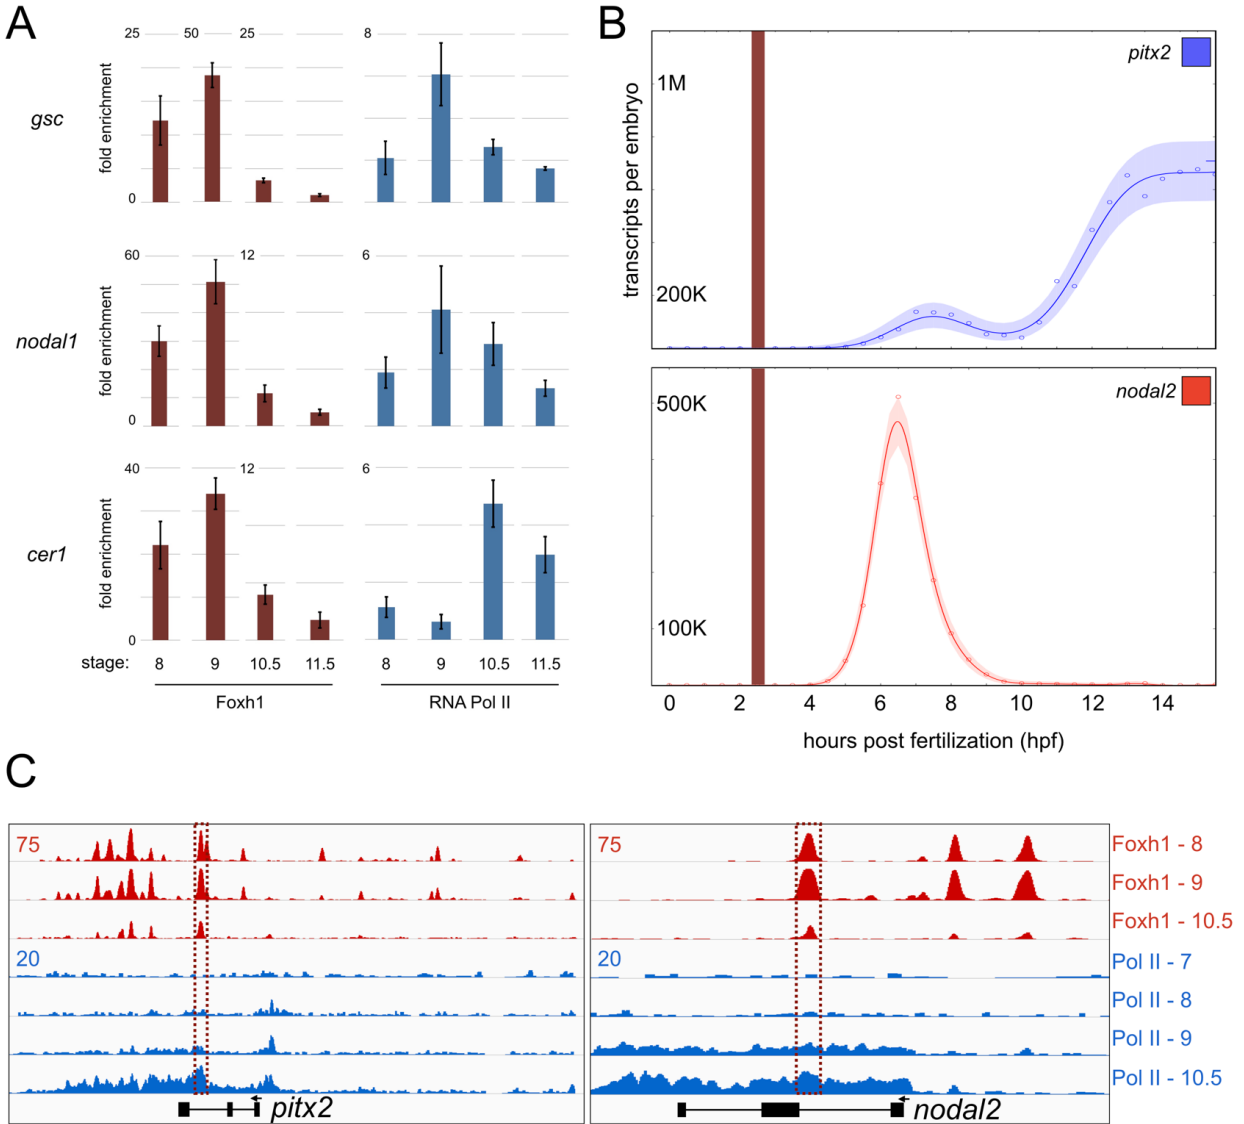 A
25 50 25 8
fold enrichment
gsc
0
60 12 6
fold enrichment
nodal1
0
40 12 6
fold enrichment
cer1
0
stage: 8 9 10.5 11.5 8 9 10.5 11.5
Foxh1 RNA Pol II
B
pitx2
1M
transcripts per embryo
200K
nodal2
500K
100K
0 2 4 6 8 10 12 14
hours post fertilization (hpf)
C
75 75 Foxh1 - 8
Foxh1 - 9
Foxh1 - 10.5
20 20 Pol II - 7
Pol II - 8
Pol II - 9
Pol II - 10.5
pitx2 nodal2